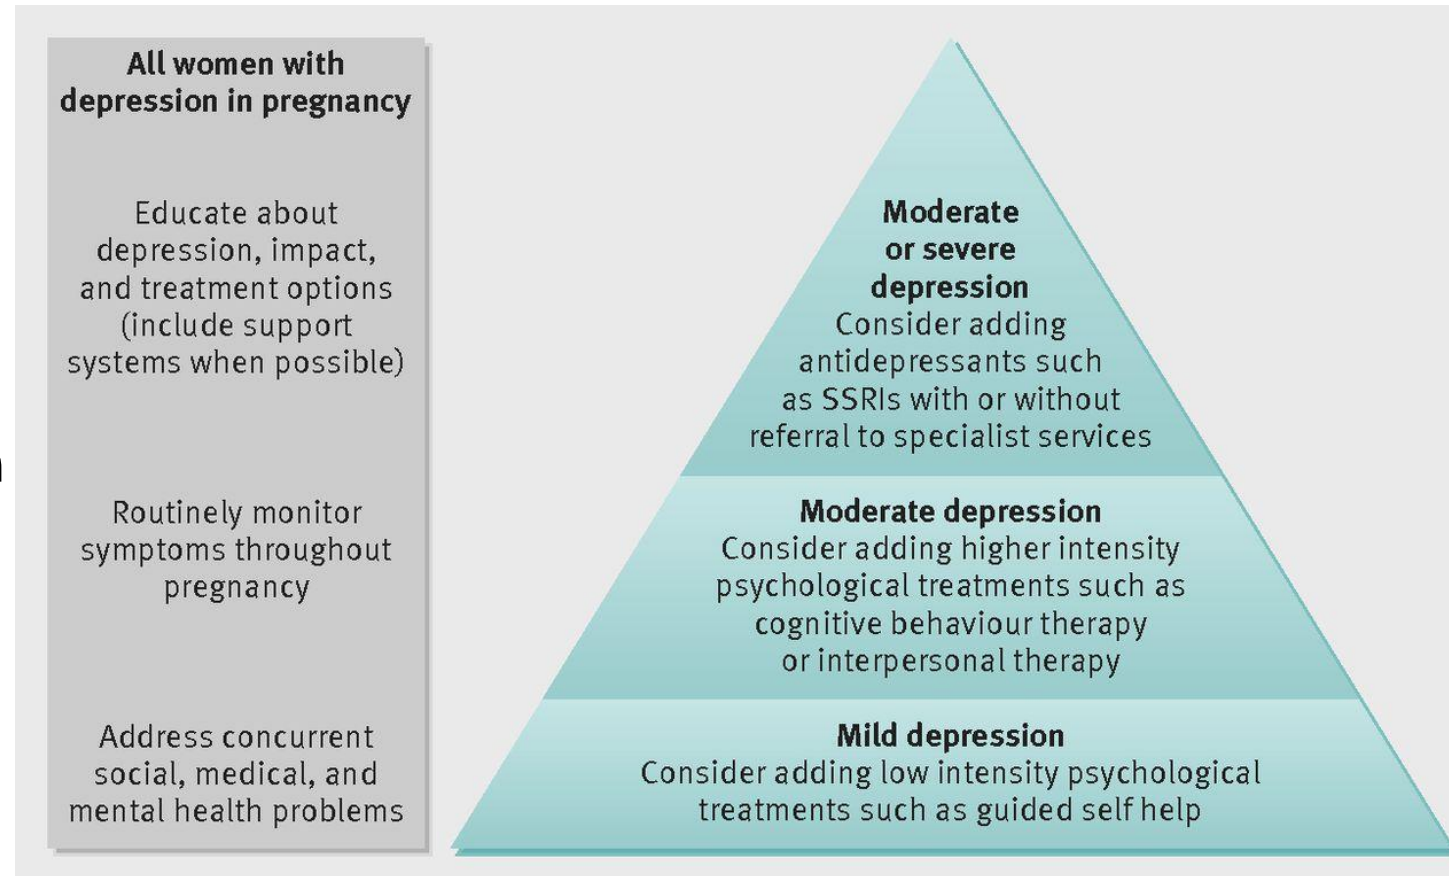 All women with
depression in pregnancy
Educate about
depression, impact,
and treatment options
(include support
systems when possible)
Routinely monitor
symptoms throughout
pregnancy
Address concurrent
social, medical, and
mental health problems
Moderate
or severe
depression
Consider adding
antidepressants such
as SSRIs with or without
referral to specialist services
Moderate depression
Consider adding higher intensity
psychological treatments such as
cognitive behaviour therapy
or interpersonal therapy
Mild depression
Consider adding low intensity psychological
treatments such as guided self help